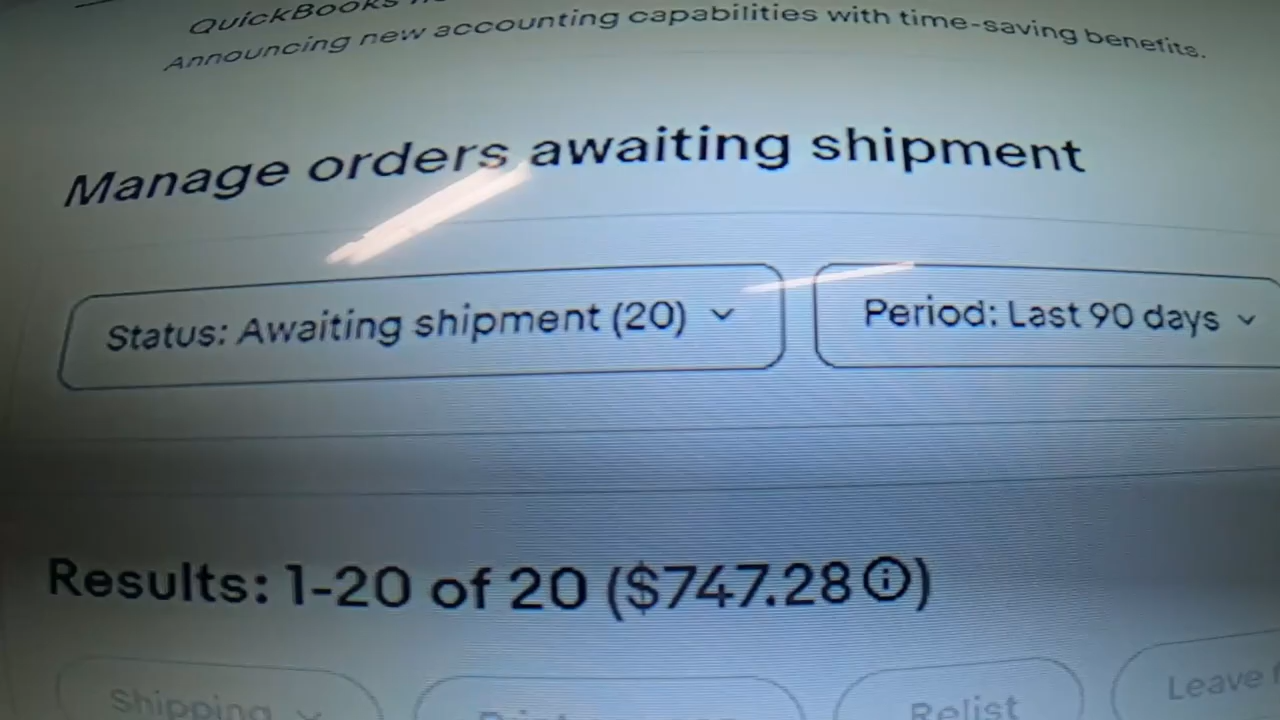 QuickBooks
Announcing new accounting capabilities with time-saving benefits.
Manage orders awaiting shipment
Status: Awaiting shipment (20)
Period: Last 90 days
Results: 1-20 of 20 ($747.28)
Shipping
Relist
Leave